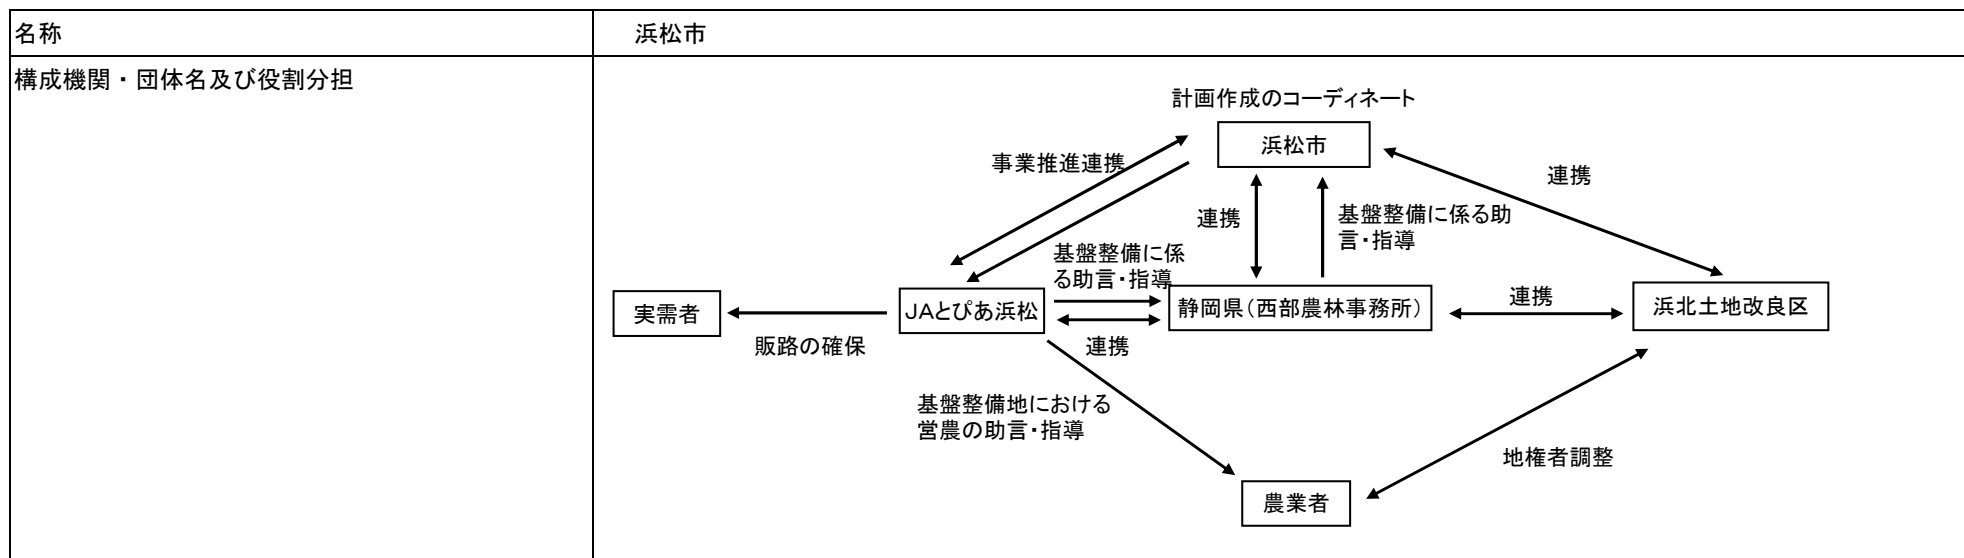 名称
浜松市
構成機関・団体名及び役割分担
計画作成のコーディネート
浜松市
事業推進連携
連携
連携
基盤整備に係る助
言・指導
基盤整備に係
る助言・指導
実需者
JAとぴあ浜松
静岡県(西部農林事務所)
連携
浜北土地改良区
販路の確保
連携
基盤整備地における
営農の助言・指導
地権者調整
農業者